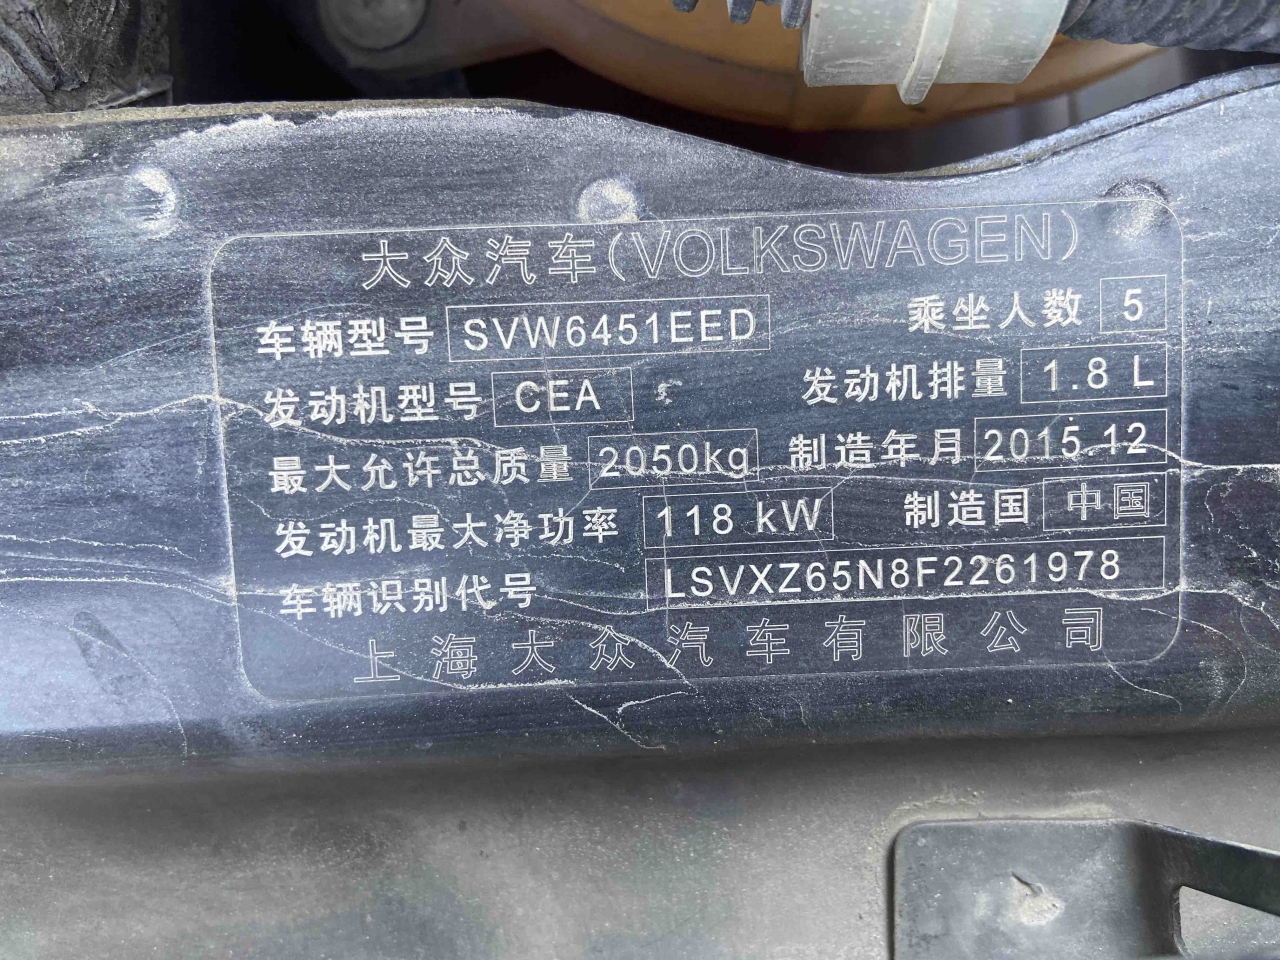 大众汽车(VOLKSWAGEN)
车辆型号 SVW6451EED 乘坐人数 5
发动机型号 CEA 发动机排量 1.8 L
最大允许总质量 2050kg 制造年月 2015.12
发动机最大净功率 118 kW 制造国 中国
车辆识别代号 LSVXZ65N8F2261978
上海大众汽车有限公司